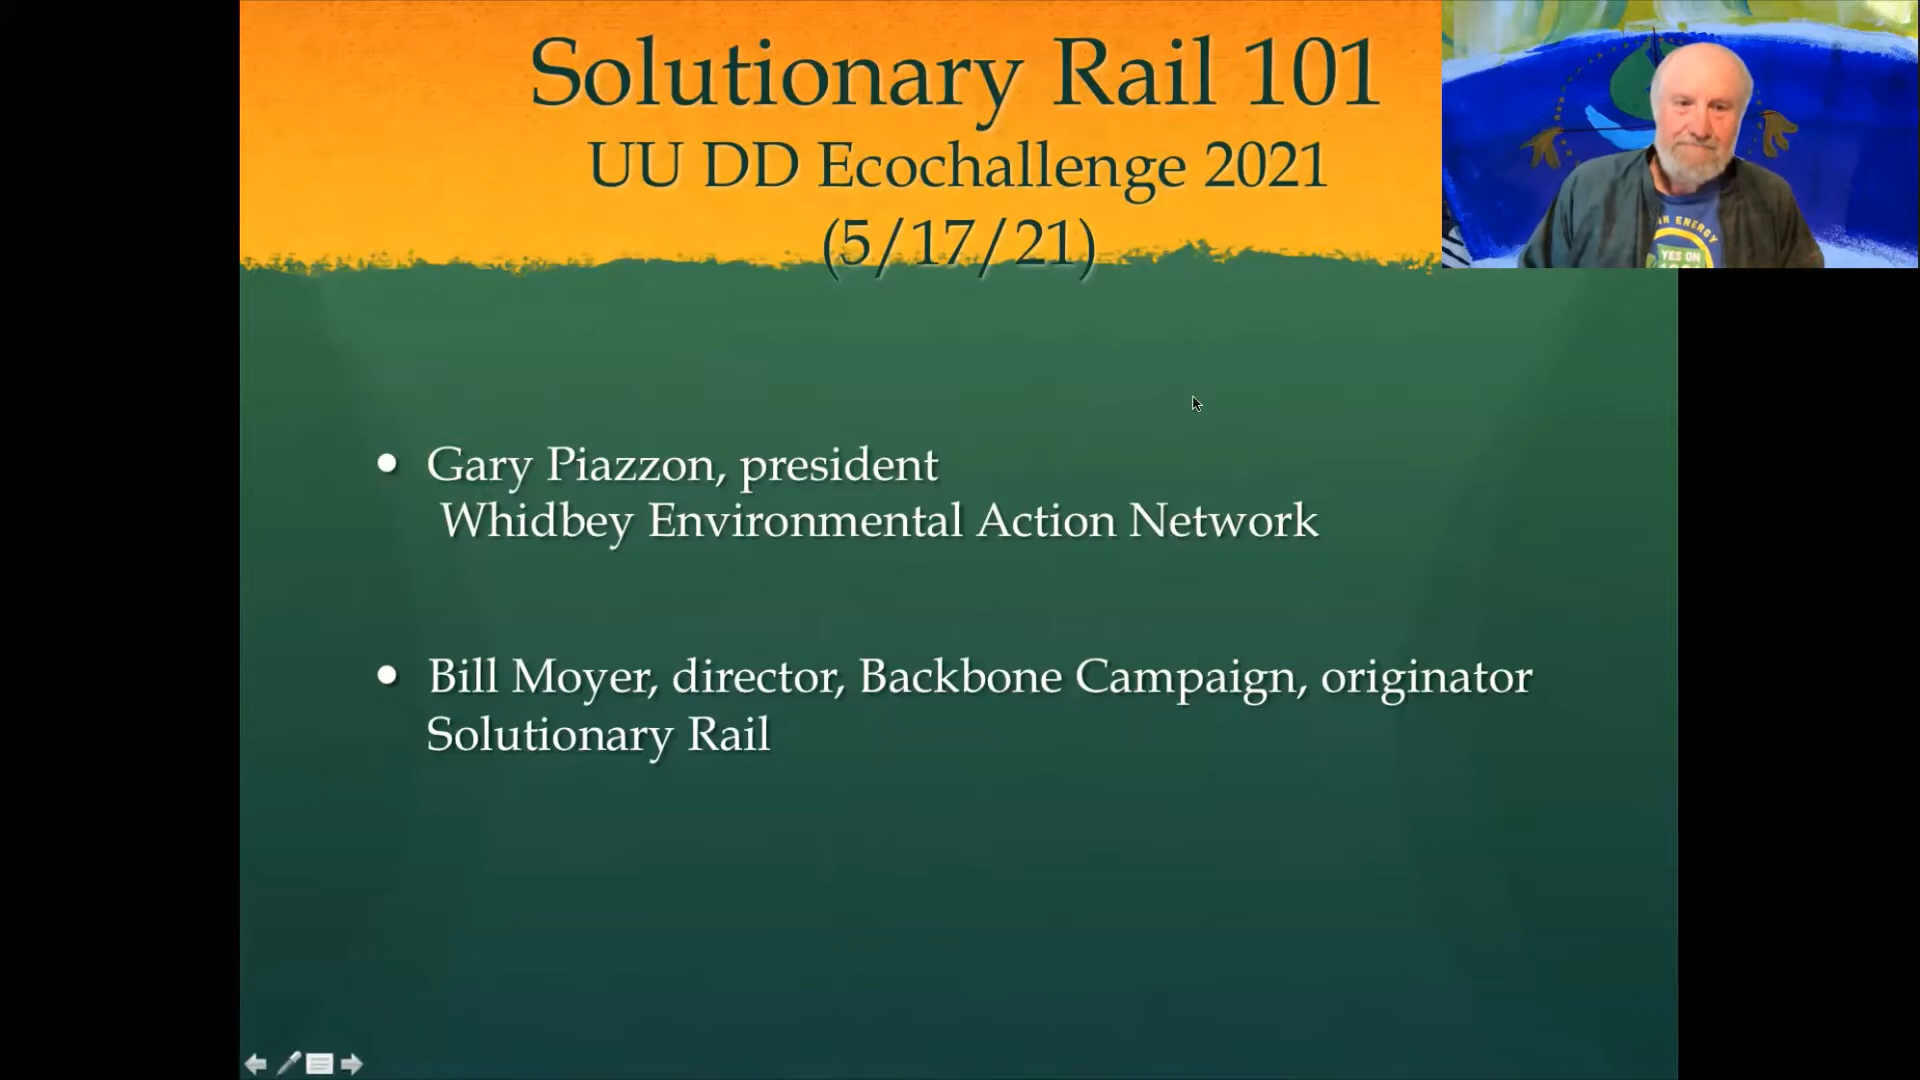 Solutionary Rail 101
UU DD Ecochallenge 2021
(5/17/21)
• Gary Piazzon, president
Whidbey Environmental Action Network
• Bill Moyer, director, Backbone Campaign, originator
Solutionary Rail
ENERGY
YES ON